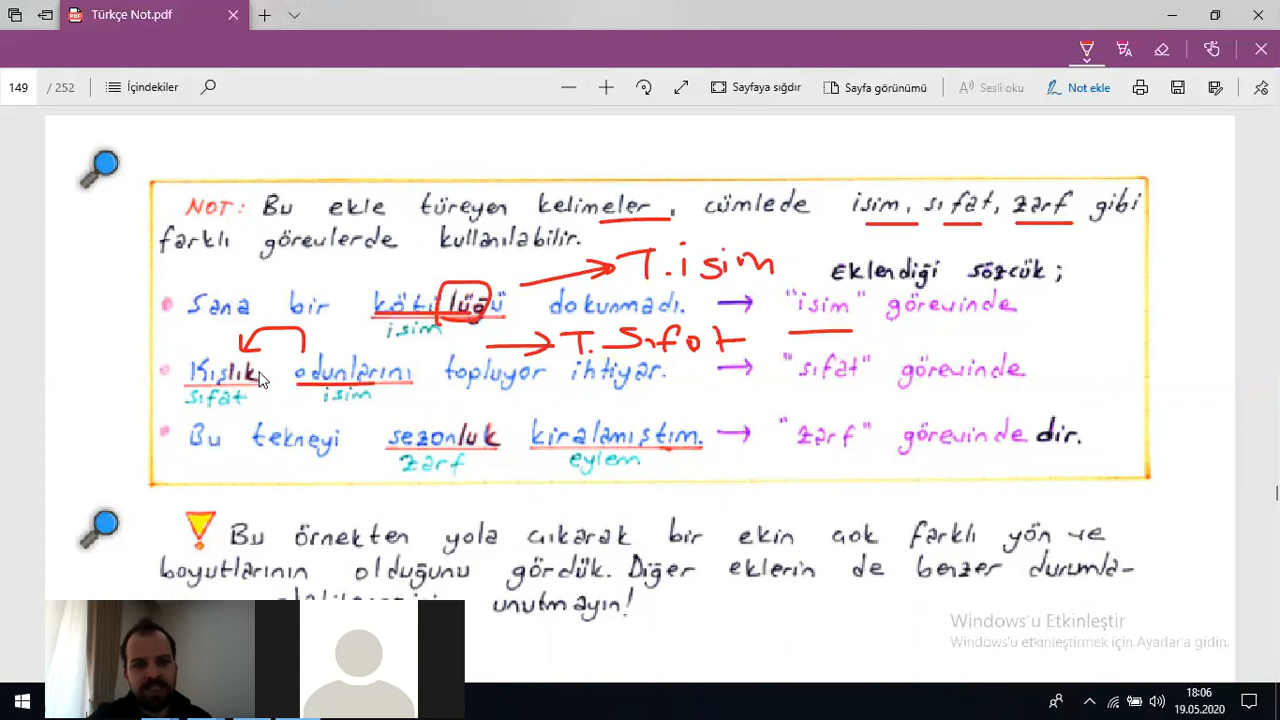 Türkçe Not.pdf
149 / 252 İçindekiler Sayfaya sığdır Sayfa görünümü Sesli oku Not ekle
NOT: Bu ekle türeyen kelimeler, cümlede isim, sıfat, zarf gibi
farklı görevlerde kullanılabilir.
T. isim
Eklendiği sözcük;
Sana bir kötülüğü dokunmadı. → "isim" görevinde
isim
→ T. Sıfat
Kışlık odunlarını topluyor ihtiyar. "sıfat" görevinde
sıfat isim
Bu tekneyi sezonluk kiralamıştım. → "zarf" görevinde dir.
zarf eylem
Bu örnekten yola çıkarak bir ekin çok farklı yön ve
boyutlarının olduğunu gördük. Diğer eklerin de benzer durumla-
unutmayın!
Windows'u Etkinleştir
Windows'u etkinleştirmek için Ayarlar'a gidin.
18:06
19.05.2020